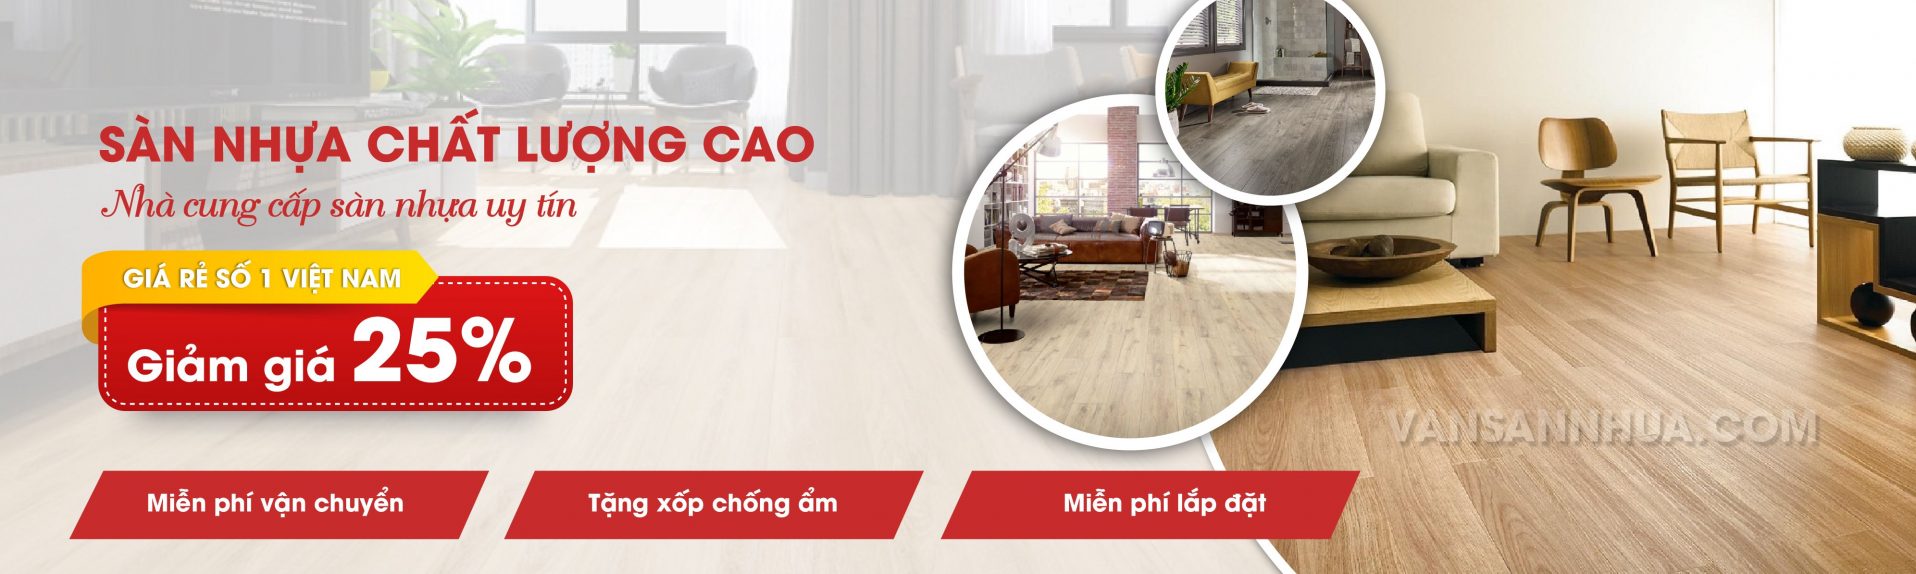 SÀN NHỰA CHẤT LƯỢNG CAO
Nhà cung cấp sàn nhựa uy tín
GIÁ RẺ SỐ 1 VIỆT NAM
Giảm giá 25%
VANSANNHUA.COM
Miễn phí vận chuyển
Tặng xốp chống ẩm
Miễn phí lắp đặt